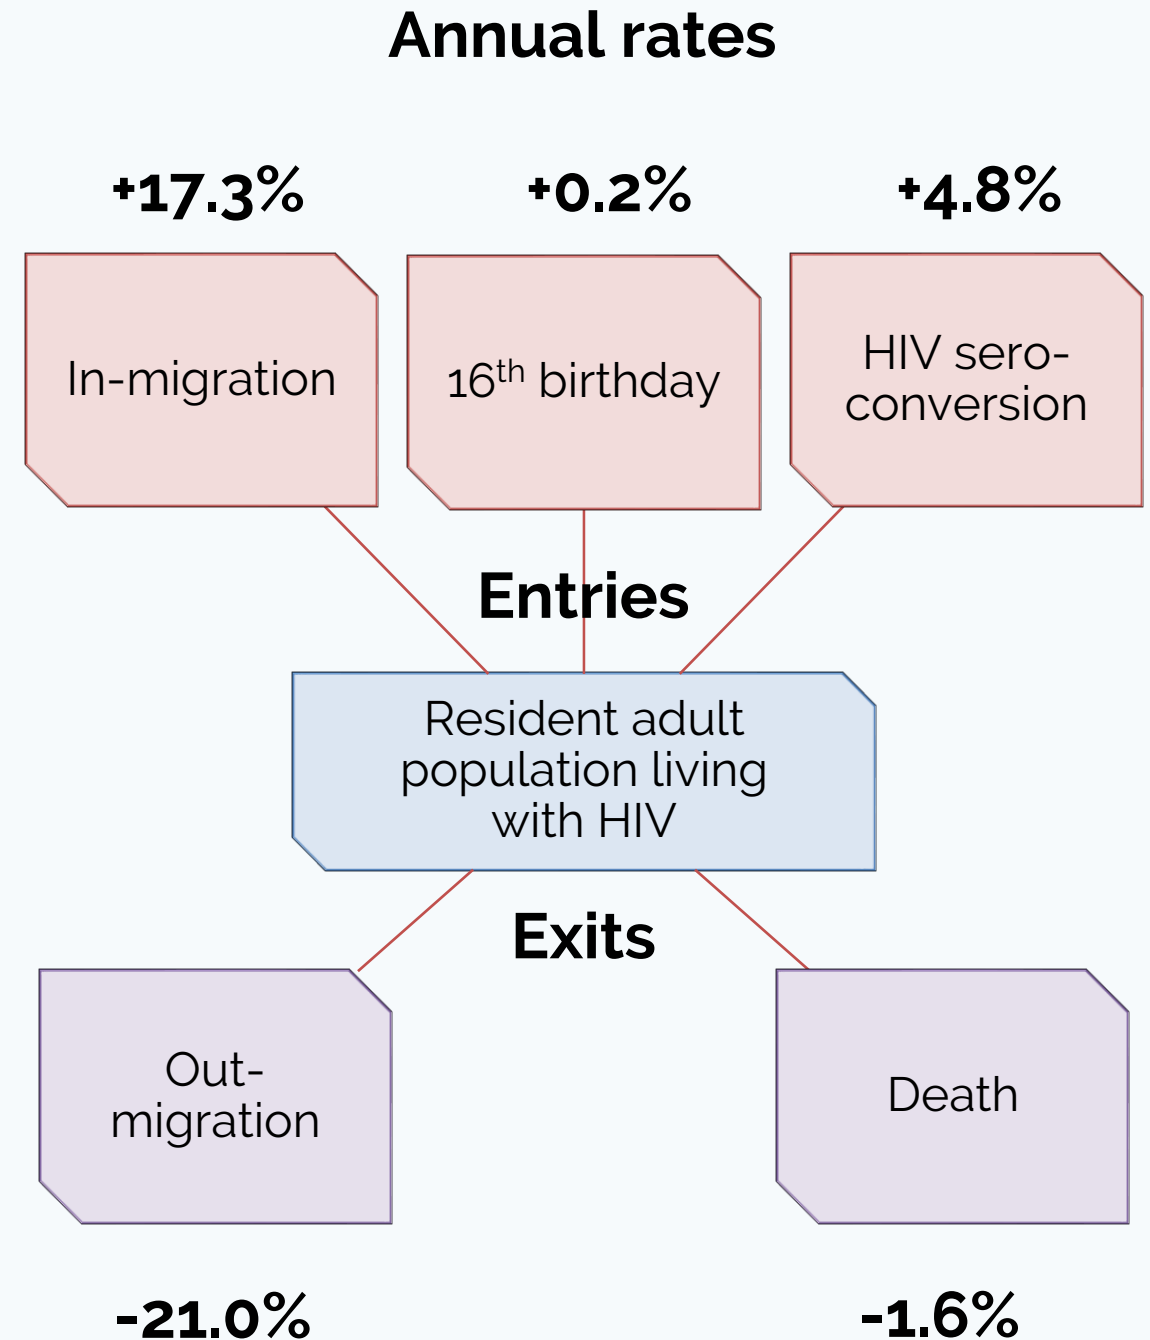 Annual rates
+17.3%
+0.2%
+4.8%
In-migration
16th birthday
HIV sero-
conversion
Entries
Resident adult
population living
with HIV
Exits
Out-
migration
Death
-21.0%
-1.6%